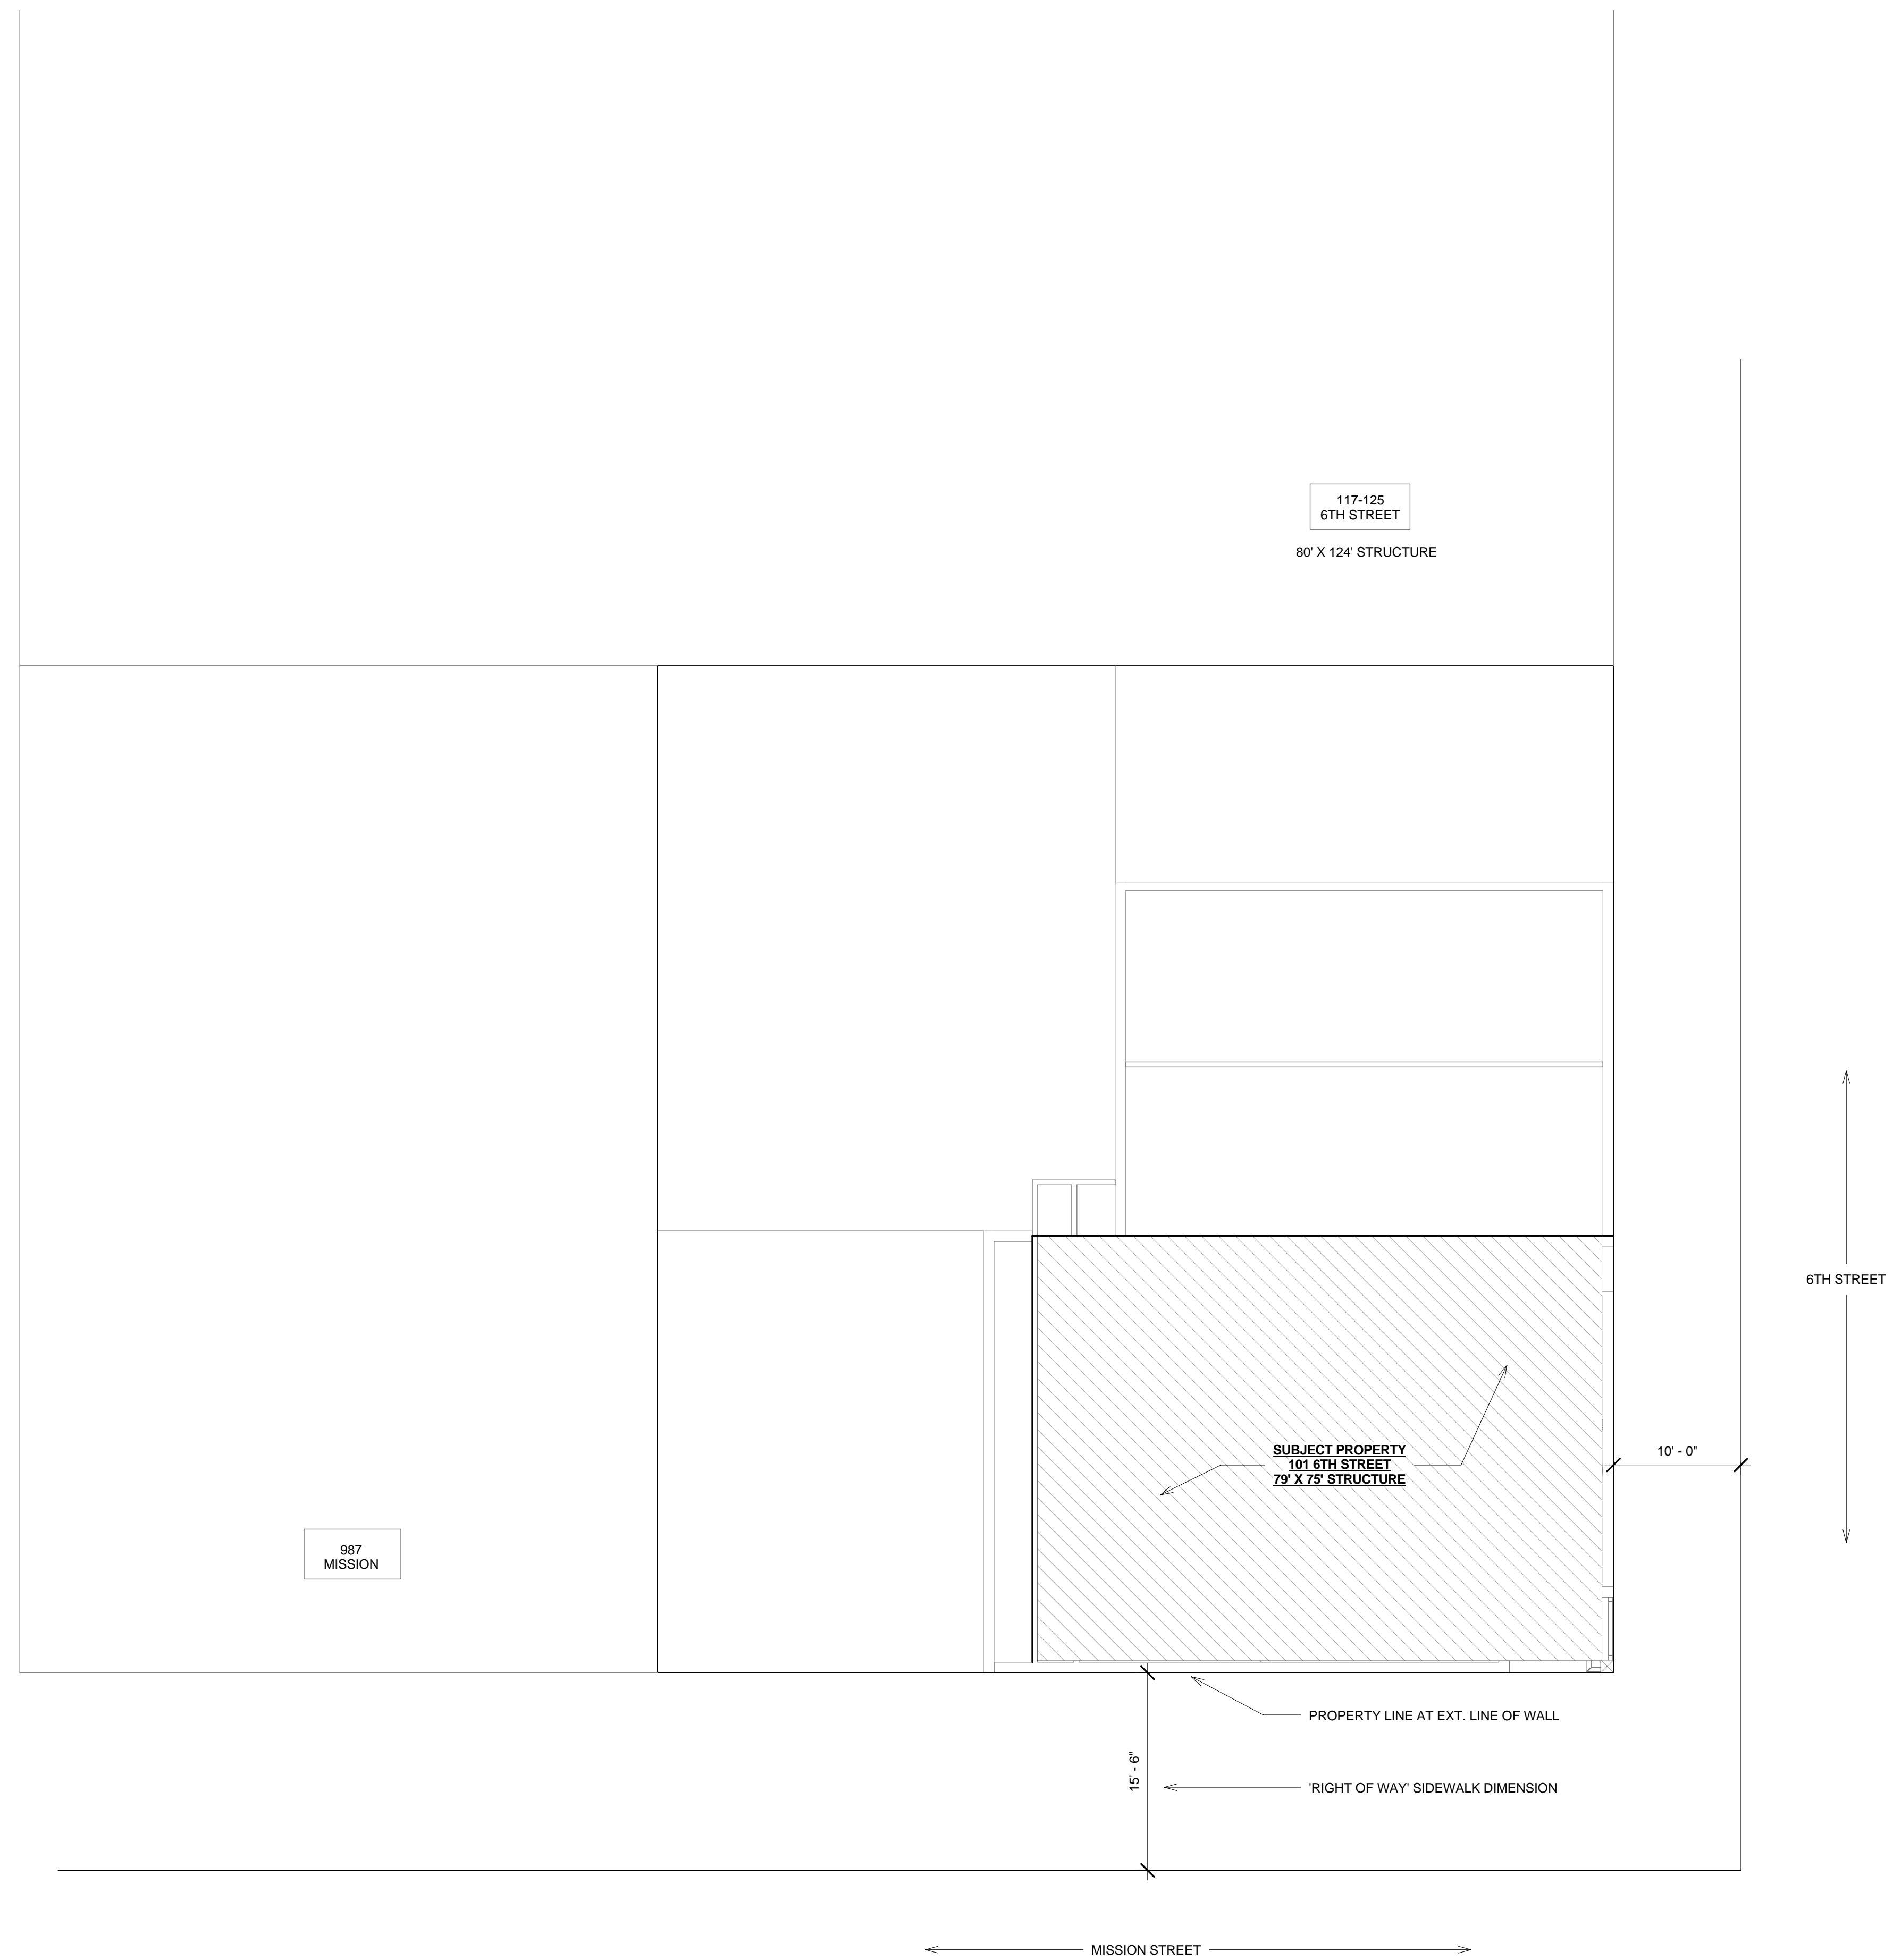 117-125
6TH STREET
80' X 124' STRUCTURE
6TH STREET
SUBJECT PROPERTY
101 6TH STREET
79' X 75' STRUCTURE
10' - 0"
987
MISSION
PROPERTY LINE AT EXT. LINE OF WALL
15' - 6"
'RIGHT OF WAY' SIDEWALK DIMENSION
MISSION STREET